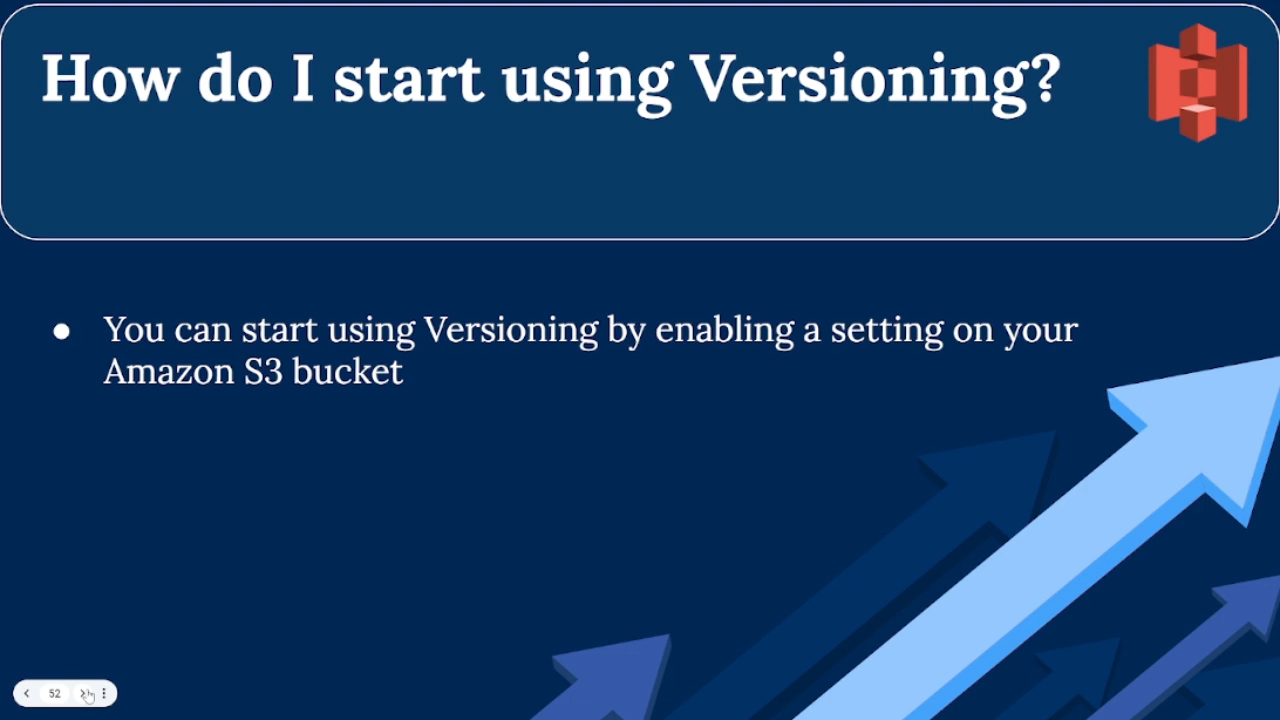 How do I start using Versioning?
● You can start using Versioning by enabling a setting on your
Amazon S3 bucket
52